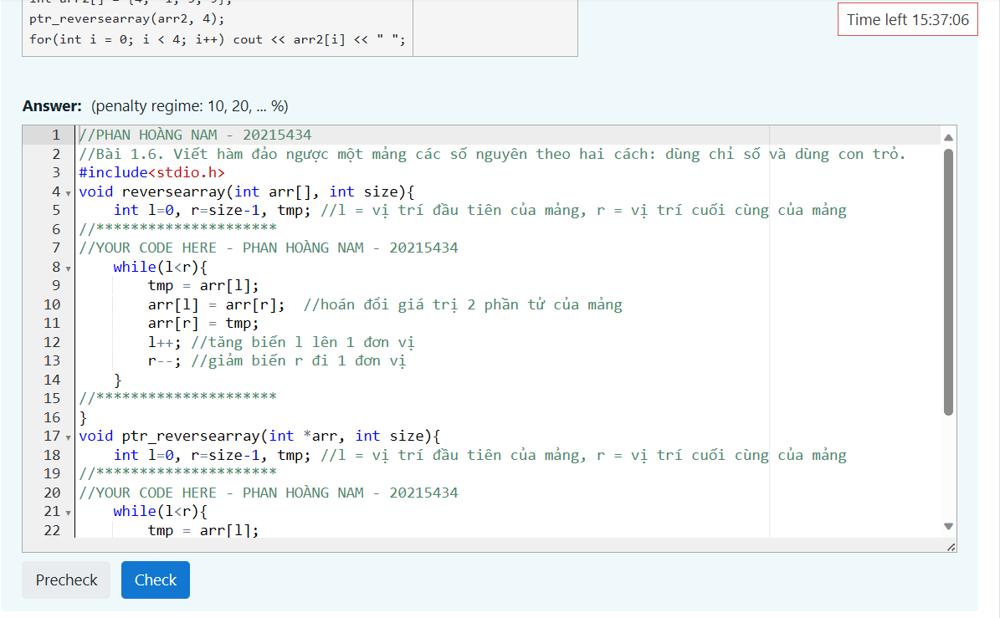 int arr2[] = {4, -1, 5, 9};
ptr_reversearray(arr2, 4);
for(int i = 0; i < 4; i++) cout << arr2[i] << " ";
Time left 15:37:06
Answer: (penalty regime: 10, 20, ... %)
1 //PHAN HOÀNG NAM - 20215434
2 //Bài 1.6. Viết hàm đảo ngược một mảng các số nguyên theo hai cách: dùng chỉ số và dùng con trỏ.
3 #include<stdio.h>
4 void reversearray(int arr[], int size){
5 int l=0, r=size-1, tmp; //l = vị trí đầu tiên của mảng, r = vị trí cuối cùng của mảng
6 //*********************
7 //YOUR CODE HERE - PHAN HOÀNG NAM - 20215434
8 while(l<r){
9 tmp = arr[l];
10 arr[l] = arr[r]; //hoán đổi giá trị 2 phần tử của mảng
11 arr[r] = tmp;
12 l++; //tăng biến l lên 1 đơn vị
13 r--; //giảm biến r đi 1 đơn vị
14 }
15 //*********************
16 }
17 void ptr_reversearray(int *arr, int size){
18 int l=0, r=size-1, tmp; //l = vị trí đầu tiên của mảng, r = vị trí cuối cùng của mảng
19 //*********************
20 //YOUR CODE HERE - PHAN HOÀNG NAM - 20215434
21 while(l<r){
22 tmp = arr[l];
Precheck
Check